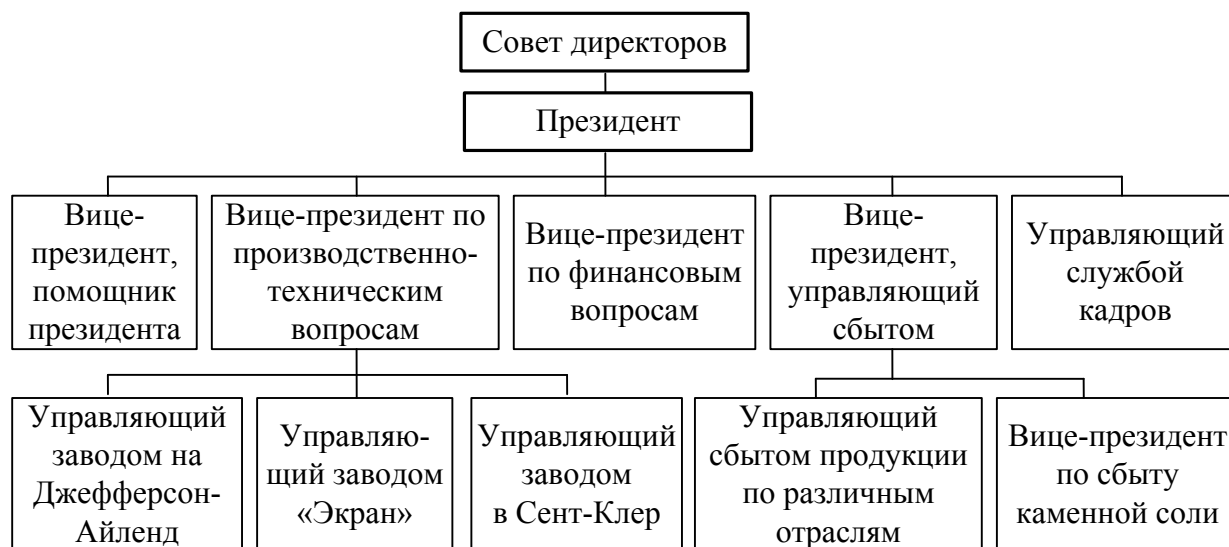 Совет директоров
Президент
Вице-
президент,
помощник
президента
Вице-президент по
производственно-
техническим
вопросам
Вице-президент
по финансовым
вопросам
Вице-
президент,
управляющий
сбытом
Управляющий
службой
кадров
Управляющий
заводом на
Джефферсон-
Айленд
Управляю-
щий заводом
«Экран»
Управляющий
заводом
в Сент-Клер
Управляющий
сбытом продукции
по различным
отраслям
Вице-президент
по сбыту
каменной соли